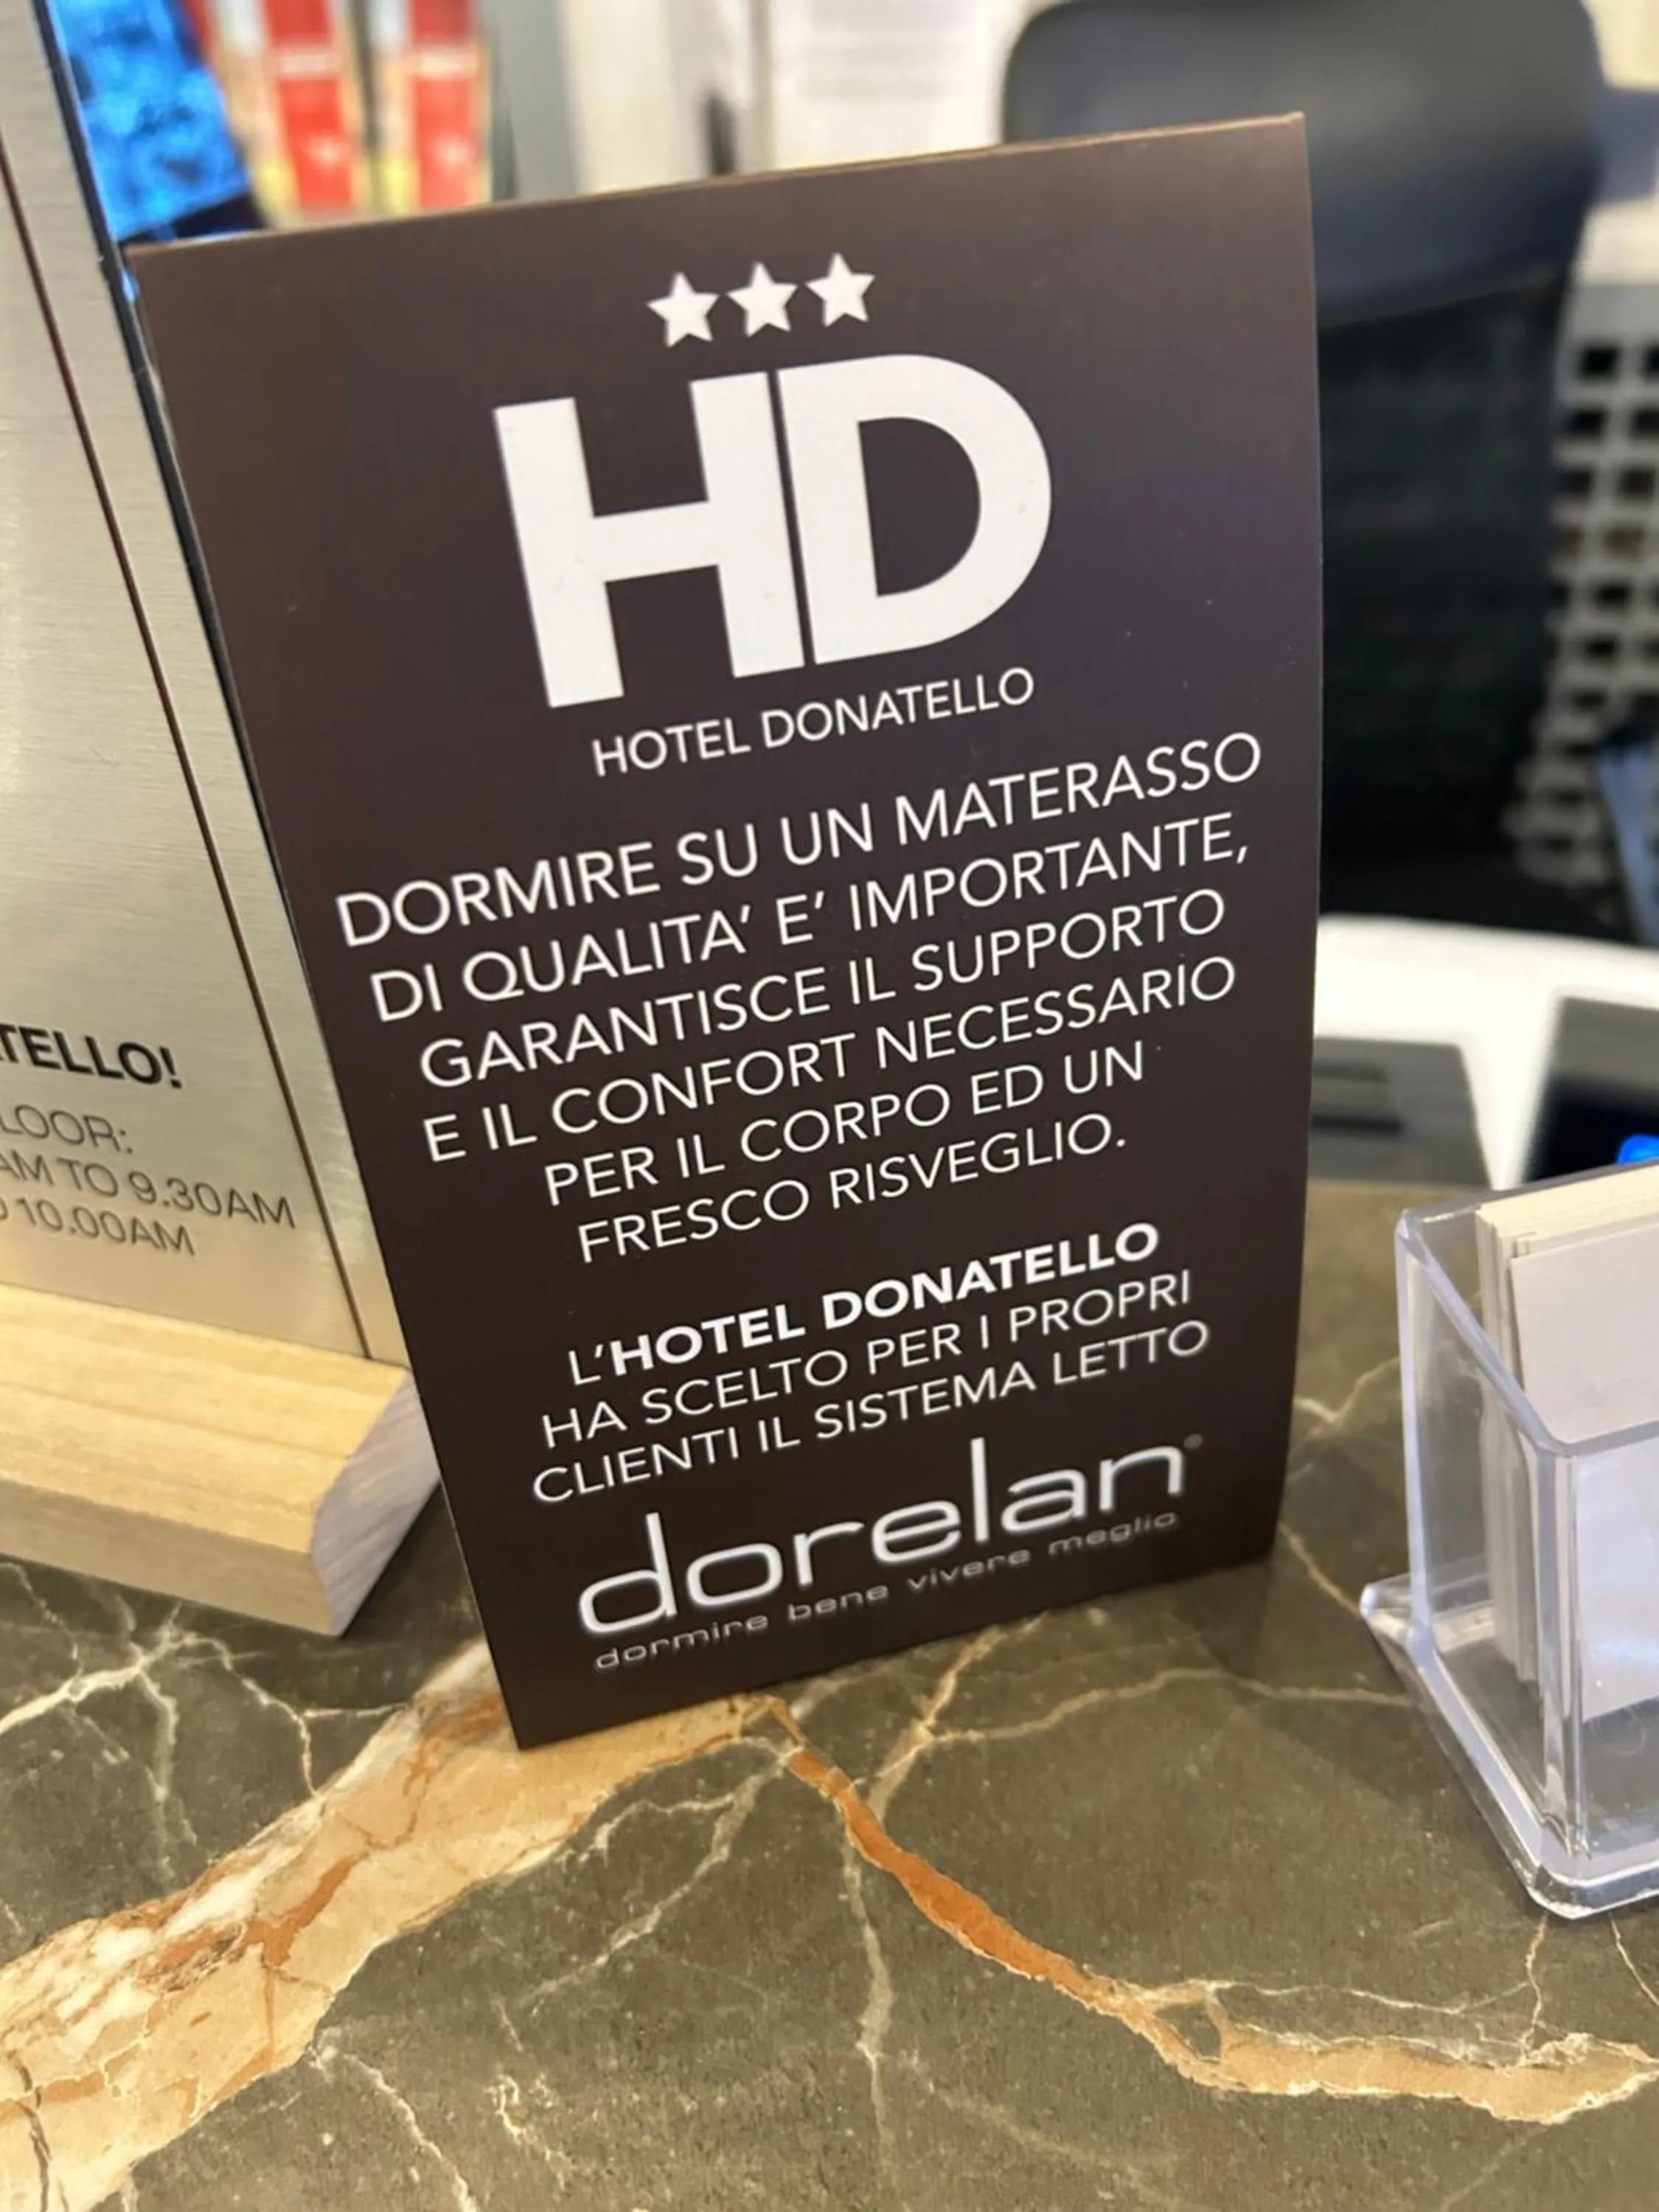 HD
HOTEL DONATELLO
DORMIRE SU UN MATERASSO
DI QUALITA' E' IMPORTANTE,
GARANTISCE IL SUPPORTO
E IL CONFORT NECESSARIO
PER IL CORPO ED UN
FRESCO RISVEGLIO.
L'HOTEL DONATELLO
HA SCELTO PER I PROPRI
CLIENTI IL SISTEMA LETTO
dorelan®
dormire bene vivere meglio
TELLO!
LOOR:
AM TO 9.30AM
10.00AM